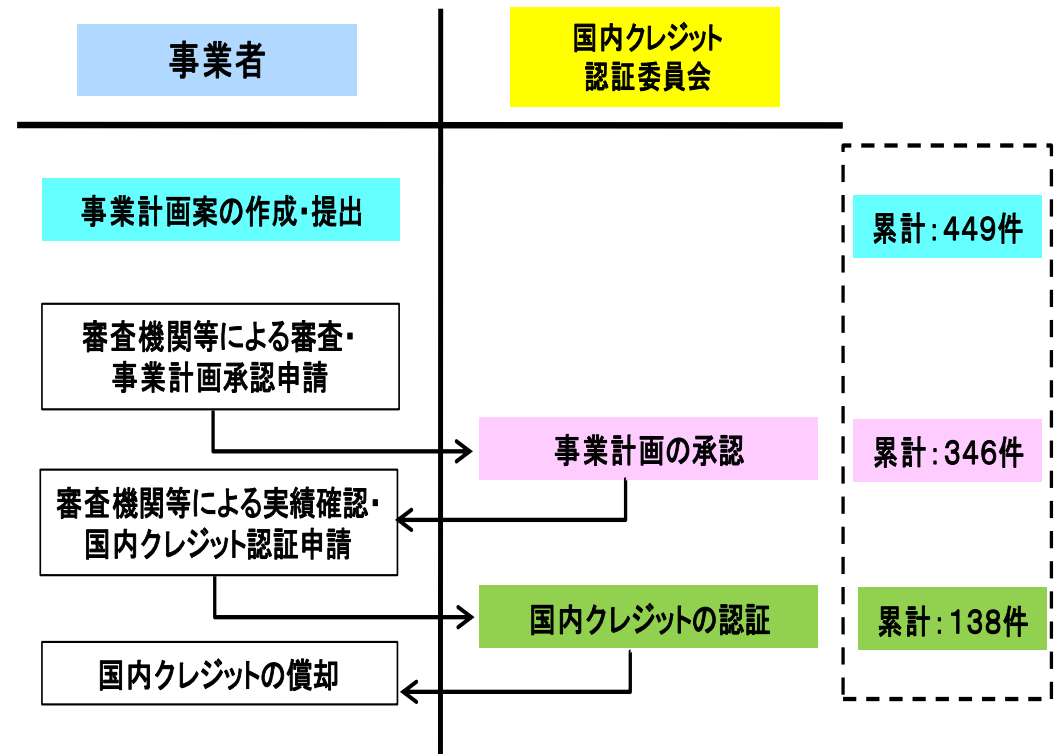 事業者
国内クレジット
認証委員会
事業計画案の作成・提出
累計：449件
審査機関等による審査・
事業計画承認申請
事業計画の承認
累計：346件
審査機関等による実績確認・
国内クレジット認証申請
国内クレジットの認証
累計：138件
国内クレジットの償却